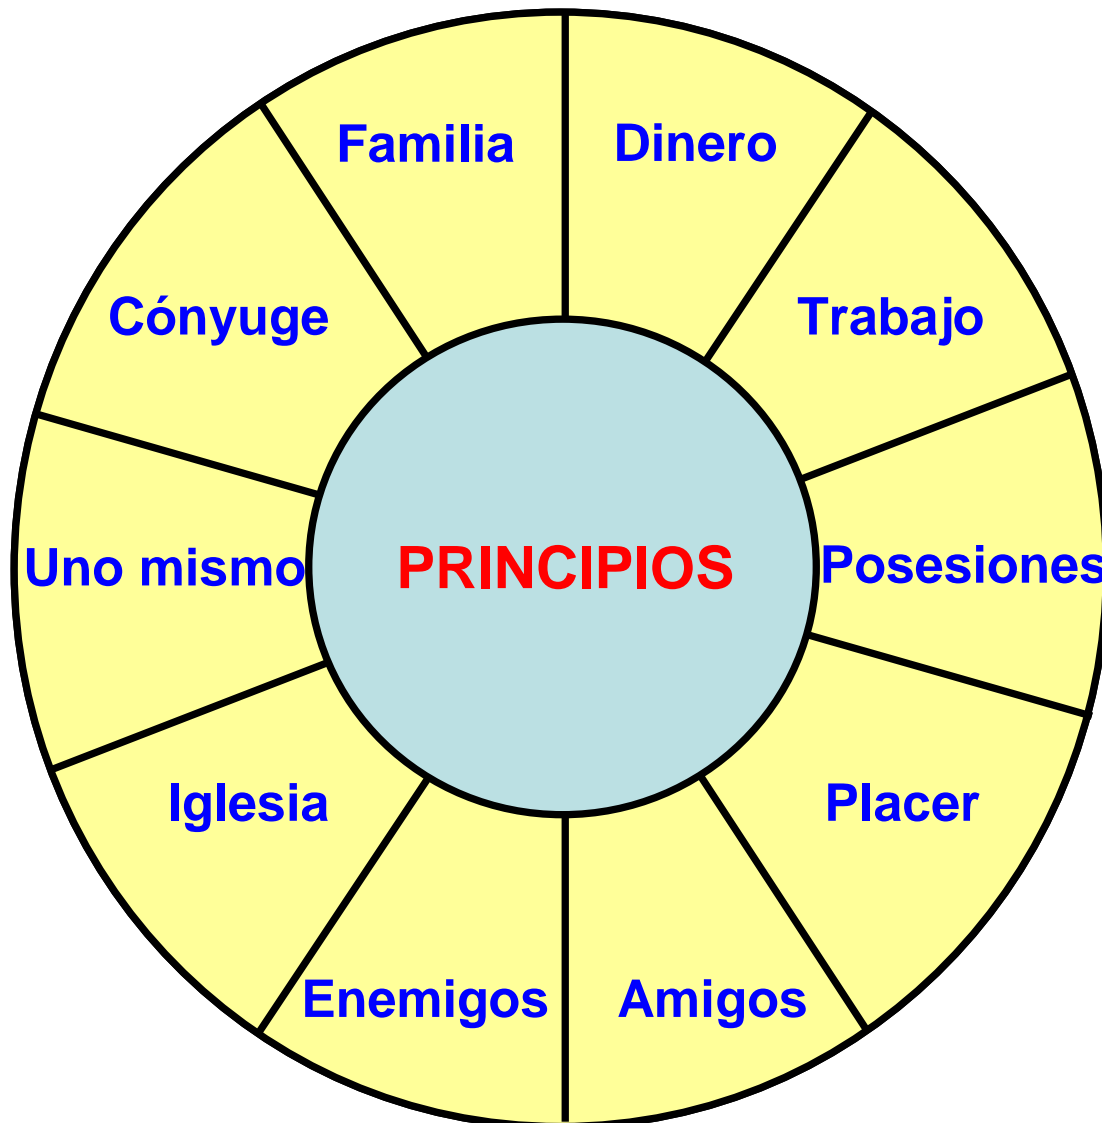 Familia
Dinero
Cónyuge
Trabajo
Uno mismo
PRINCIPIOS
Posesiones
Iglesia
Placer
Enemigos
Amigos